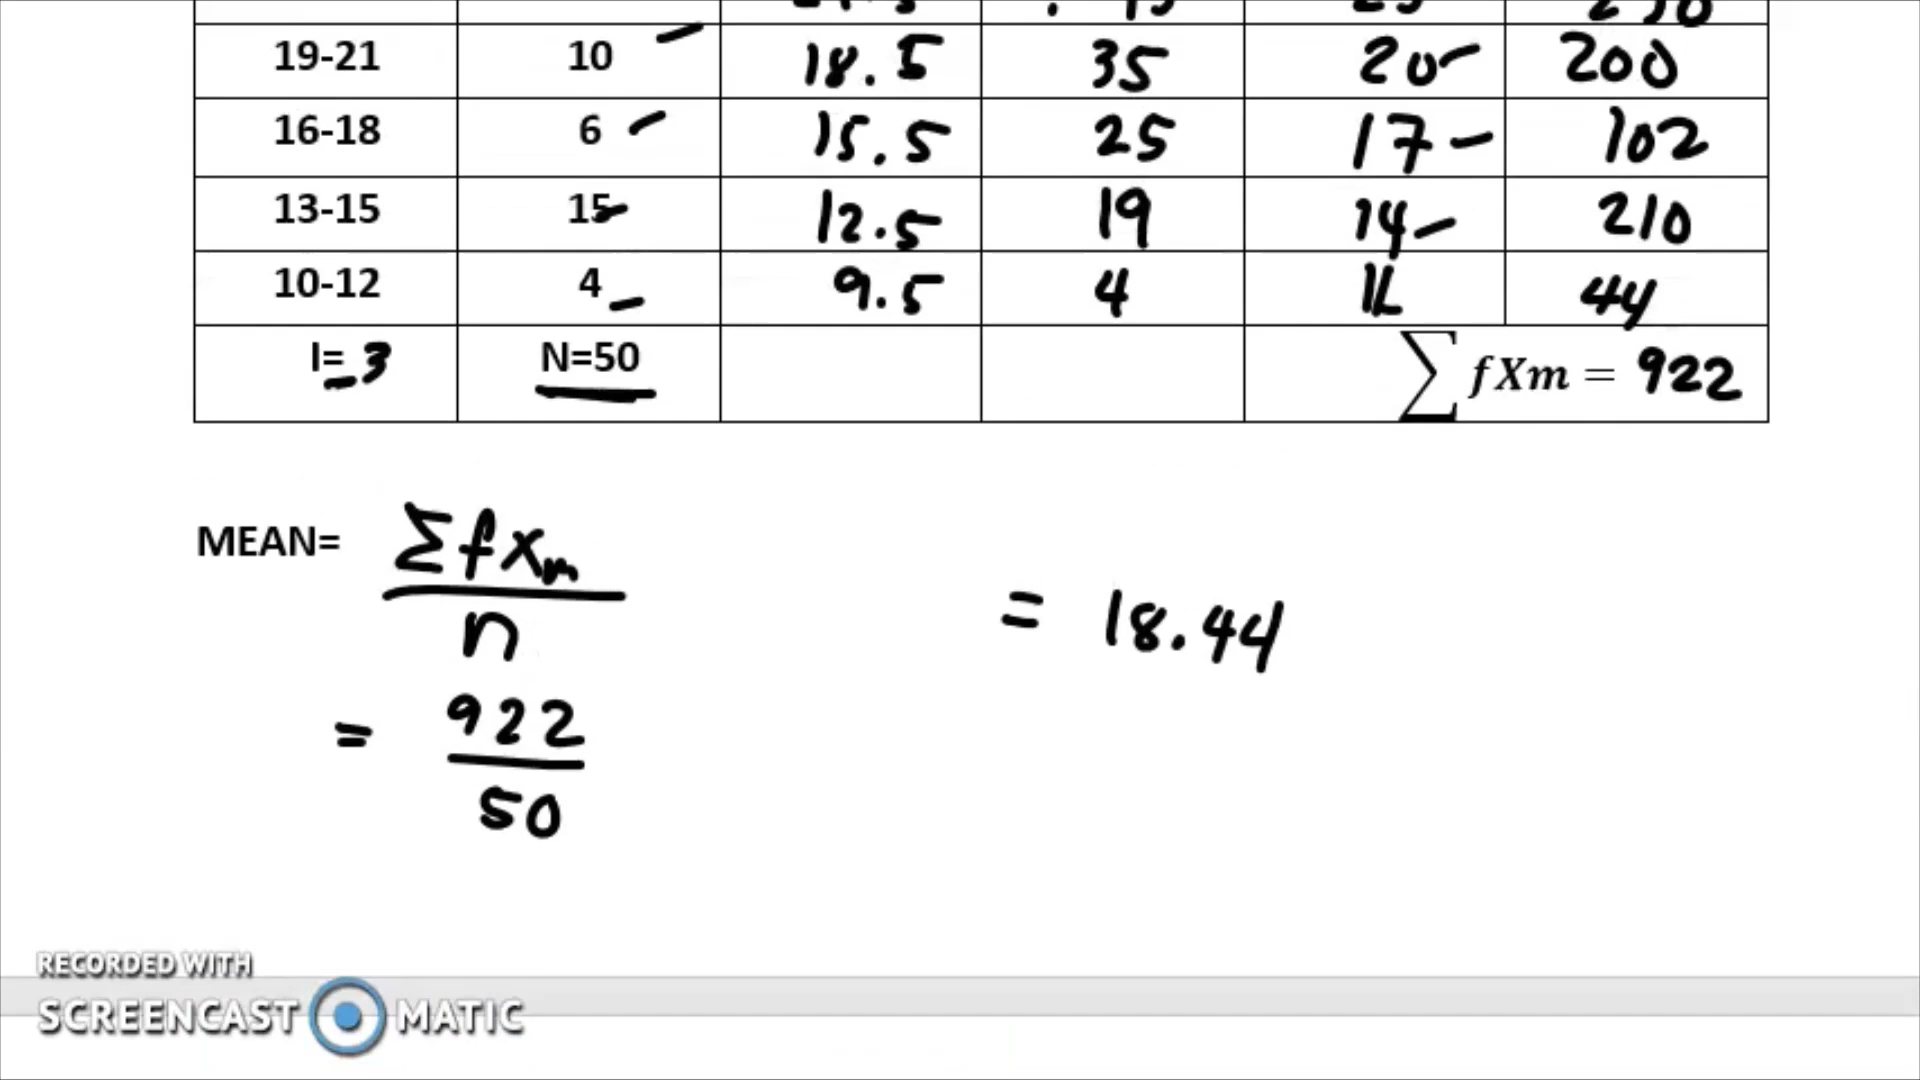 19-21 10 18.5 35 20 200
16-18 6 15.5 25 17 102
13-15 15 12.5 19 14 210
10-12 4 9.5 4 11 44
I= 3 N=50 ∑ fXm = 922
MEAN= Σfxm
n
= 18.44
= 922
50
RECORDED WITH
SCREENCAST MATIC